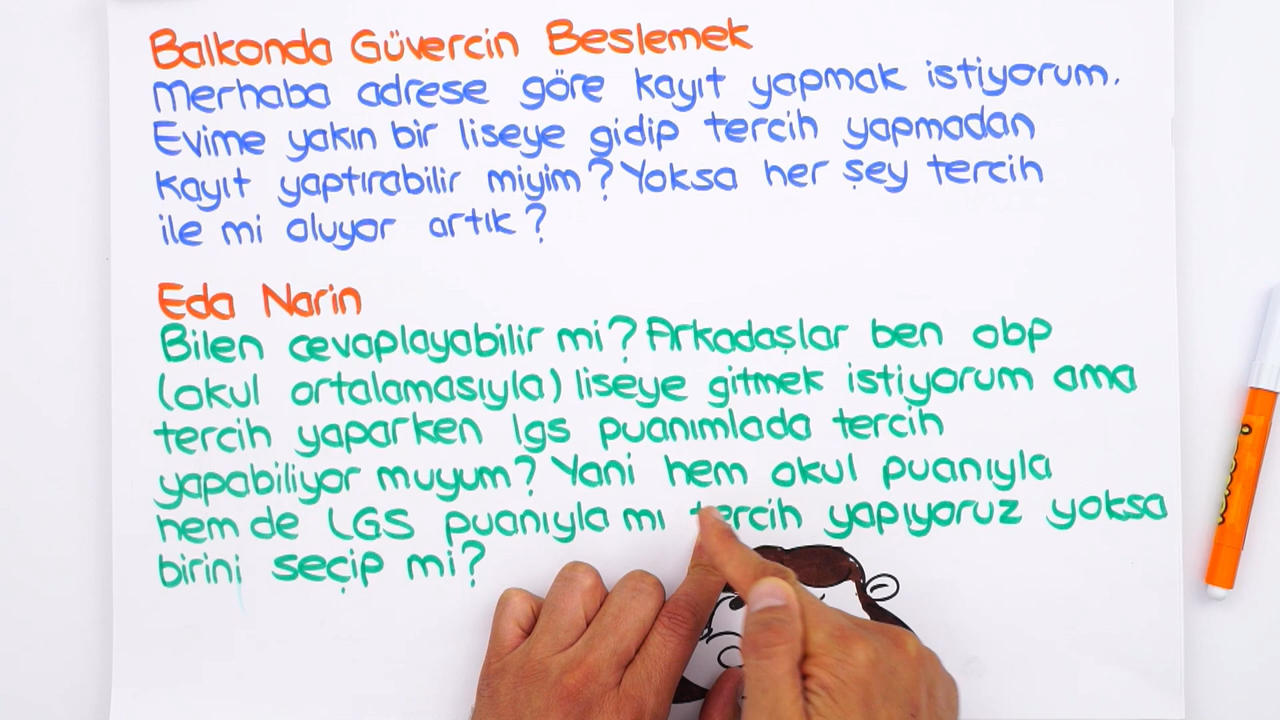 Balkonda Güvercin Beslemek
Merhaba adrese göre kayıt yapmak istiyorum.
Evime yakın bir liseye gidip tercih yapmadan
kayıt yaptırabilir miyim? Yoksa her şey tercih
ile mi oluyor artık?
Eda Narin
Bilen cevaplayabilir mi? Arkadaşlar ben obp
(okul ortalamasıyla) liseye gitmek istiyorum ama
tercih yaparken lgs puanımlada tercih
yapabiliyor muyum? Yani hem okul puanıyla
hem de LGS puanıyla mı tercih yapıyoruz yoksa
birini seçip mi?